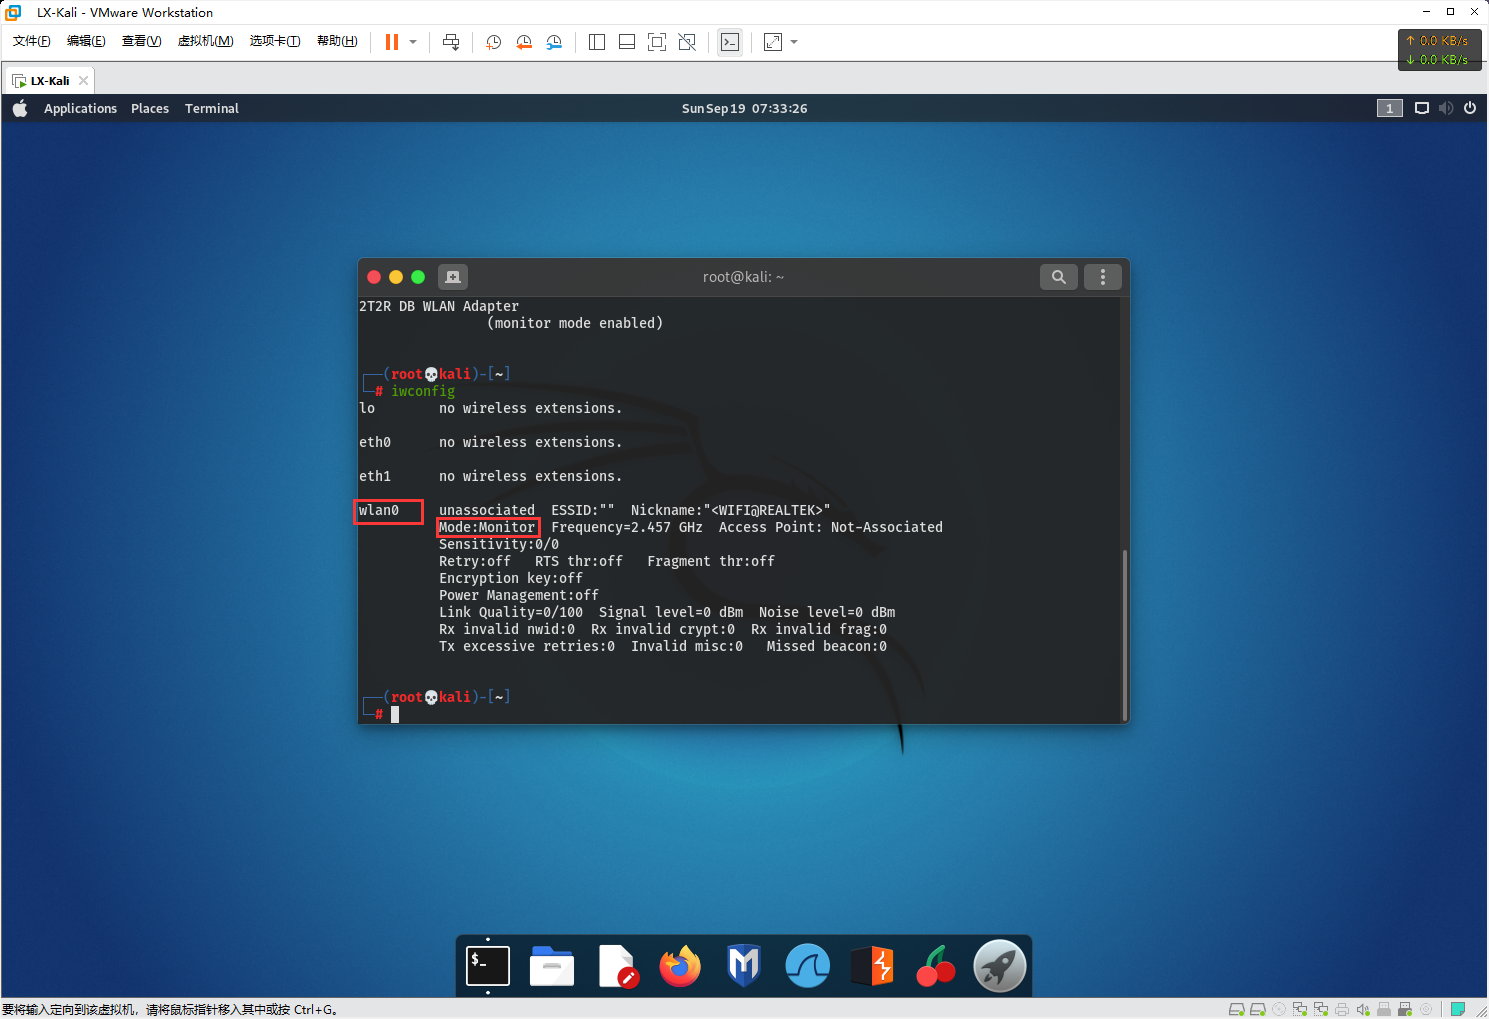 LX-Kali - VMware Workstation
文件(F) 编辑(E) 查看(V) 虚拟机(M) 选项卡(T) 帮助(H)
↑ 0.0 KB/s
↓ 0.0 KB/s
LX-Kali
Applications Places Terminal Sun Sep 19 07:33:26 1
root@kali: ~
2T2R DB WLAN Adapter
(monitor mode enabled)
┌──(root💀kali)-[~]
└─# iwconfig
lo no wireless extensions.
eth0 no wireless extensions.
eth1 no wireless extensions.
wlan0 unassociated ESSID:"" Nickname:"<WIFI@REALTEK>"
Mode:Monitor Frequency=2.457 GHz Access Point: Not-Associated
Sensitivity:0/0
Retry:off RTS thr:off Fragment thr:off
Encryption key:off
Power Management:off
Link Quality=0/100 Signal level=0 dBm Noise level=0 dBm
Rx invalid nwid:0 Rx invalid crypt:0 Rx invalid frag:0
Tx excessive retries:0 Invalid misc:0 Missed beacon:0
┌──(root💀kali)-[~]
└─#
$_
要将输入定向到该虚拟机，请将鼠标指针移入其中或按 Ctrl+G。